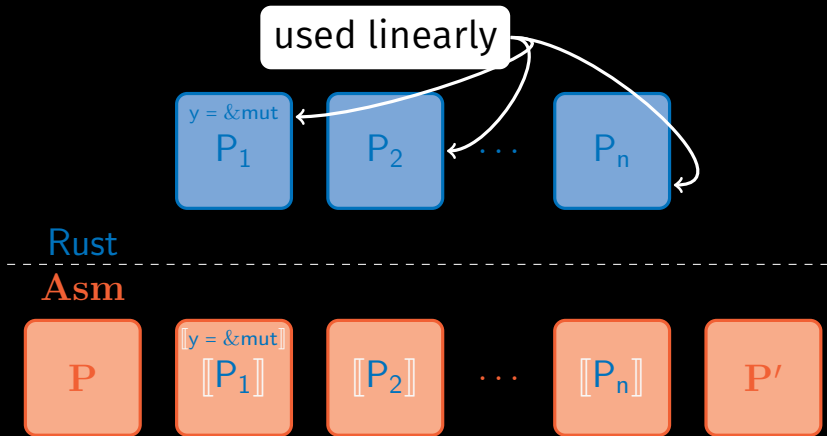 used linearly
y = &mut
P₁ P₂ ··· Pₙ
Rust
Asm
⟦y = &mut⟧
P ⟦P₁⟧ ⟦P₂⟧ ··· ⟦Pₙ⟧ P′